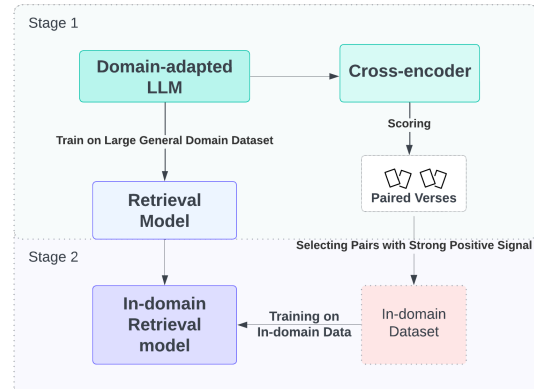 Stage 1
Domain-adapted
LLM
Cross-encoder
Train on Large General Domain Dataset
Scoring
Retrieval
Model
Paired Verses
Selecting Pairs with Strong Positive Signal
Stage 2
In-domain
Retrieval
model
Training on
In-domain Data
In-domain
Dataset